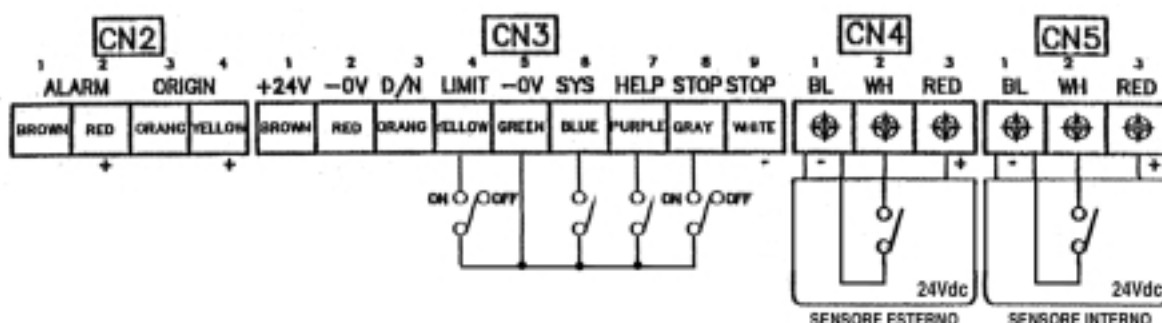 CN2 CN3 CN4 CN5
1 2 3 4 1 2 3 4 5 6 7 8 9 1 2 3 1 2 3
ALARM ORIGIN +24V -0V D/N LIMIT -0V SYS HELP STOP STOP BL WH RED BL WH RED
BROWN RED ORANG YELLOW BROWN RED ORANG YELLOW GREEN BLUE PURPLE GRAY WHITE
+ + - - + - +
ON OFF ON OFF
24Vdc 24Vdc
SENSORE ESTERNO SENSORE INTERNO